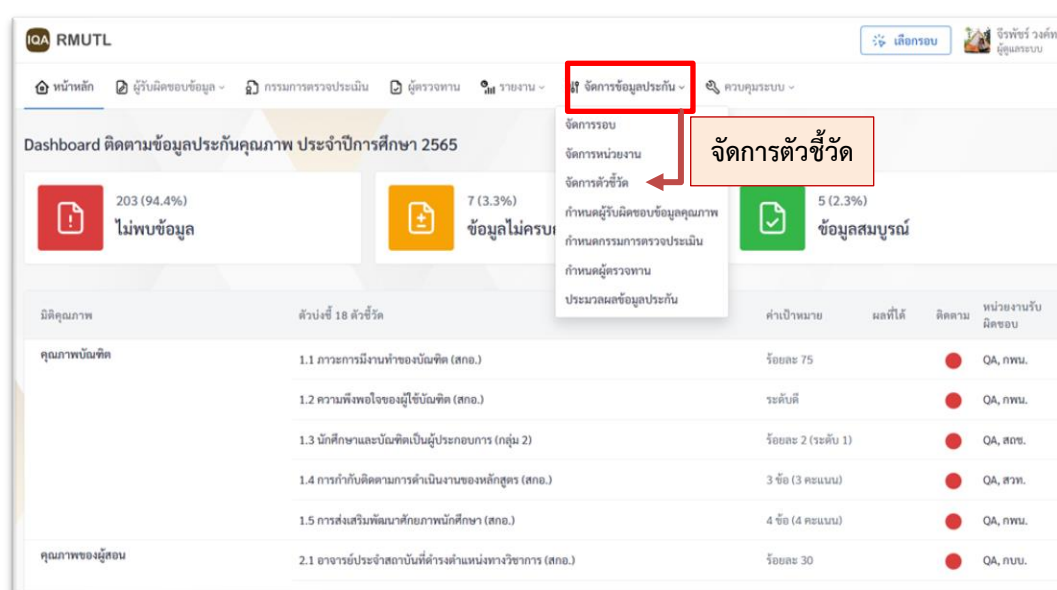 IQA RMUTL
เลือกรอบ
จีรพัชร์ วงค์ท
ผู้ดูแลระบบ
หน้าหลัก ผู้รับผิดชอบข้อมูล กรรมการตรวจประเมิน ผู้ตรวจทาน รายงาน จัดการข้อมูลประกัน ควบคุมระบบ
จัดการรอบ
จัดการหน่วยงาน
จัดการตัวชี้วัด
กำหนดผู้รับผิดชอบข้อมูลคุณภาพ
กำหนดกรรมการตรวจประเมิน
กำหนดผู้ตรวจทาน
ประมวลผลข้อมูลประกัน
จัดการตัวชี้วัด
Dashboard ติดตามข้อมูลประกันคุณภาพ ประจำปีการศึกษา 2565
203 (94.4%)
ไม่พบข้อมูล
7 (3.3%)
ข้อมูลไม่ครบ
5 (2.3%)
ข้อมูลสมบูรณ์
มิติคุณภาพ ตัวบ่งชี้ 18 ตัวชี้วัด ค่าเป้าหมาย ผลที่ได้ ติดตาม หน่วยงานรับ
ผิดชอบ
คุณภาพบัณฑิต 1.1 ภาวะการมีงานทำของบัณฑิต (สกอ.) ร้อยละ 75 QA, กพน.
1.2 ความพึงพอใจของผู้ใช้บัณฑิต (สกอ.) ระดับดี QA, กพน.
1.3 นักศึกษาและบัณฑิตเป็นผู้ประกอบการ (กลุ่ม 2) ร้อยละ 2 (ระดับ 1) QA, สถช.
1.4 การกำกับติดตามการดำเนินงานของหลักสูตร (สกอ.) 3 ข้อ (3 คะแนน) QA, สวท.
1.5 การส่งเสริมพัฒนาศักยภาพนักศึกษา (สกอ.) 4 ข้อ (4 คะแนน) QA, กพน.
คุณภาพของผู้สอน 2.1 อาจารย์ประจำสถาบันที่ดำรงตำแหน่งทางวิชาการ (สกอ.) ร้อยละ 30 QA, กบบ.